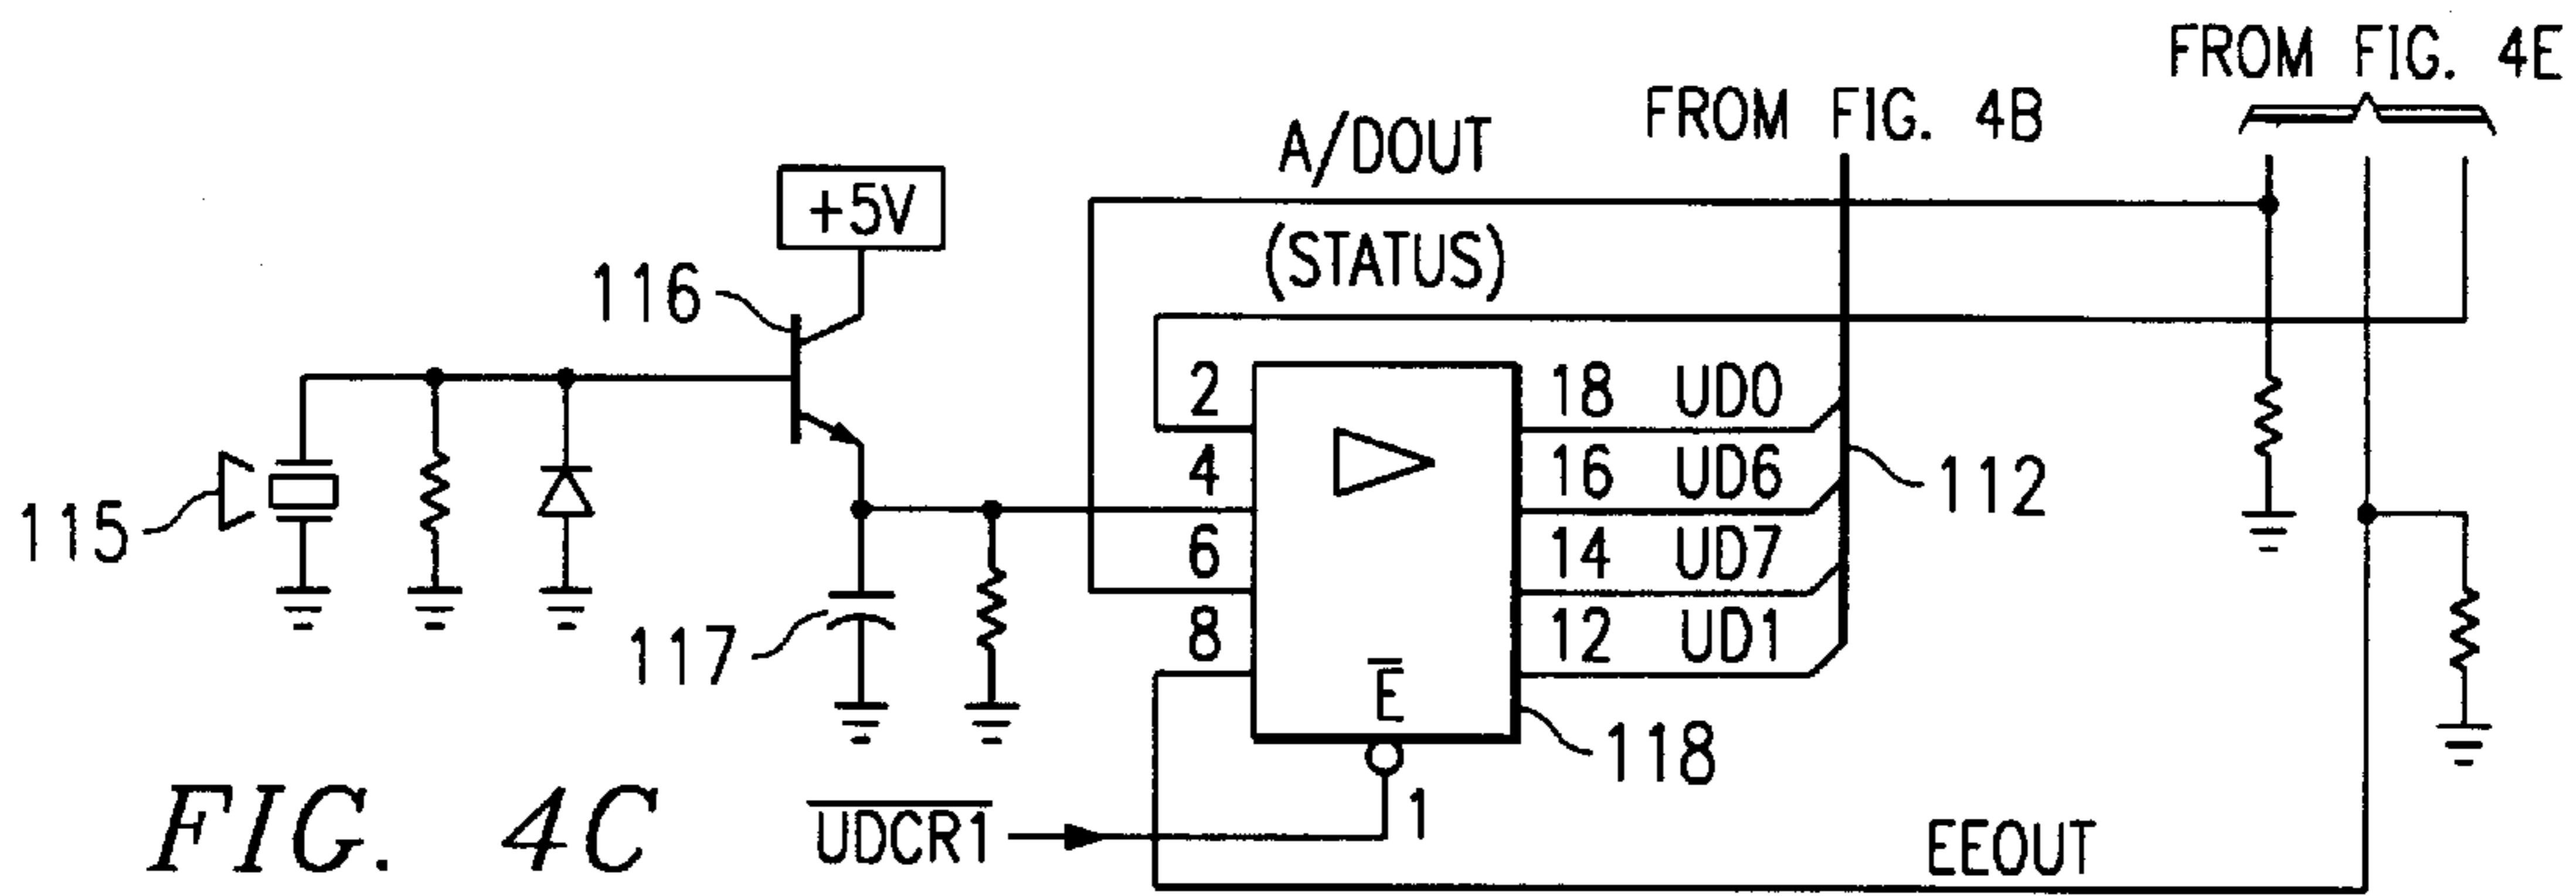 FROM FIG. 4E
FROM FIG. 4B
A/DOUT
+5V
(STATUS)
116
2
18 UD0
4
16 UD6
112
115
6
14 UD7
8
12 UD1
117
E̅
118
1
U̅D̅C̅R̅1̅
EEOUT
FIG. 4C